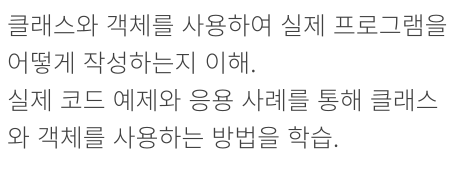 클래스와 객체를 사용하여 실제 프로그램을
어떻게 작성하는지 이해.
실제 코드 예제와 응용 사례를 통해 클래스
와 객체를 사용하는 방법을 학습.